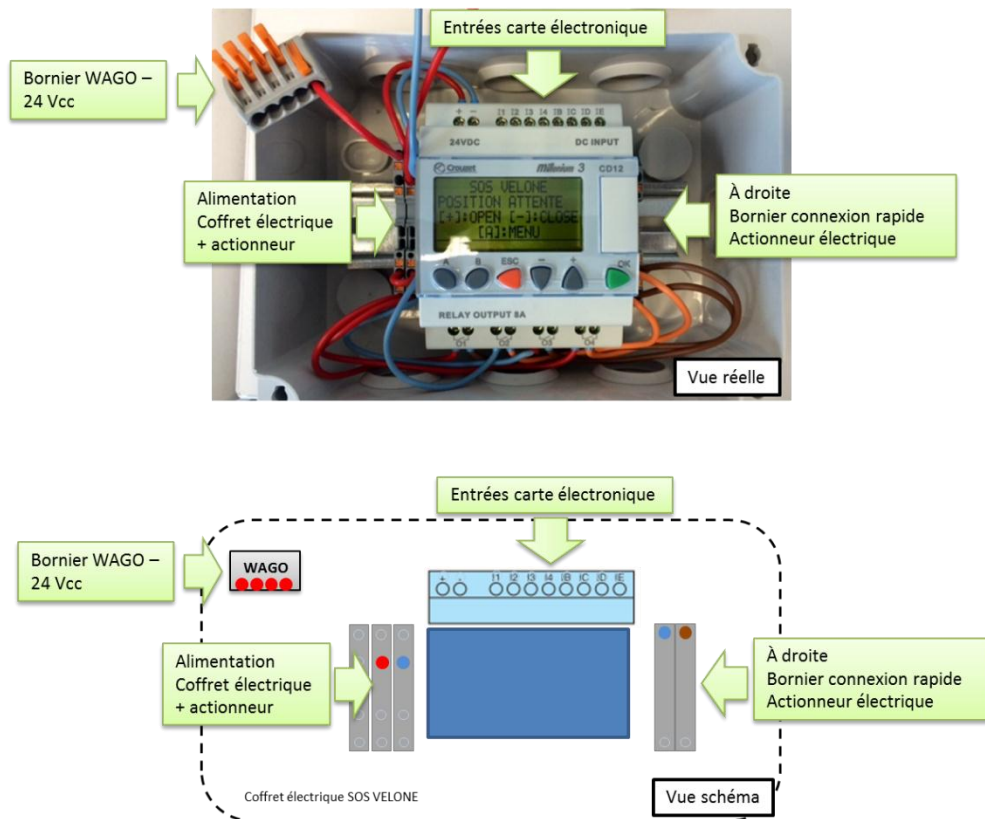 Entrées carte électronique
Bornier WAGO –
24 Vcc
+ - I1 I2 I3 I4 IB IC ID IE
24VDC DC INPUT
Crouzet Millenium 3 CD12
SOS VELONE
POSITION ATTENTE
[+]:OPEN [-]:CLOSE
[A]:MENU
Alimentation
Coffret électrique
+ actionneur
À droite
Bornier connexion rapide
Actionneur électrique
A B ESC - + OK
RELAY OUTPUT 8A
O1 O2 O3 O4
Vue réelle
Entrées carte électronique
Bornier WAGO –
24 Vcc
WAGO
+ - I1 I2 I3 I4 IB IC ID IE
Alimentation
Coffret électrique
+ actionneur
À droite
Bornier connexion rapide
Actionneur électrique
Coffret électrique SOS VELONE
Vue schéma